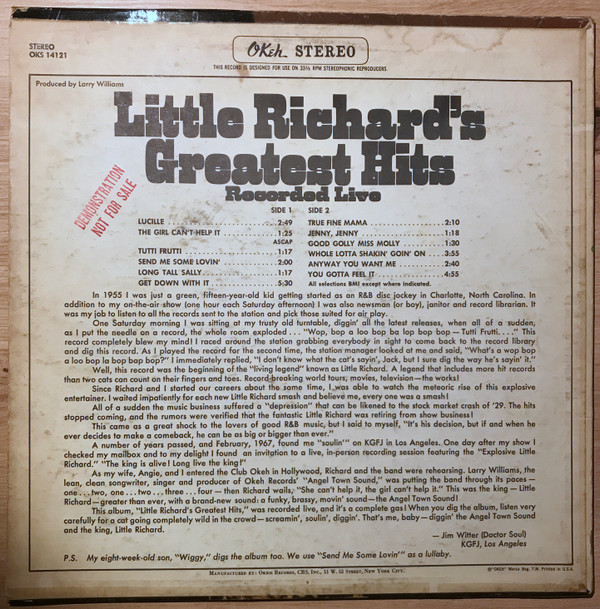 STEREO
OKS 14121
OKeh STEREO
THIS RECORD IS DESIGNED FOR USE ON 33⅓ RPM STEREOPHONIC REPRODUCERS.
Produced by Larry Williams
Little Richard's
Greatest Hits
Recorded Live
DEMONSTRATION
NOT FOR SALE
SIDE 1
LUCILLE 2:49
THE GIRL CAN'T HELP IT 1:25
ASCAP
TUTTI FRUTTI 1:17
SEND ME SOME LOVIN' 2:00
LONG TALL SALLY 1:17
GET DOWN WITH IT 5:30
SIDE 2
TRUE FINE MAMA 2:10
JENNY, JENNY 1:18
GOOD GOLLY MISS MOLLY 1:30
WHOLE LOTTA SHAKIN' GOIN' ON 3:55
ANYWAY YOU WANT ME 2:40
YOU GOTTA FEEL IT 4:55
All selections BMI except where indicated.
In 1955 I was just a green, fifteen-year-old kid getting started as an R&B disc jockey in Charlotte, North Carolina. In
addition to my on-the-air show (one hour each Saturday afternoon) I was also newsman (or boy), janitor and record librarian. It
was my job to listen to all the records sent to the station and pick those suited for air play.
One Saturday morning I was sitting at my trusty old turntable, diggin' all the latest releases, when all of a sudden,
as I put the needle on a record, the whole room exploded . . . "Wop, bop a loo bop ba lop bop bop — Tutti Frutti. . . ." This
record completely blew my mind! I raced around the station grabbing everybody in sight to come back to the record library
and dig this record. As I played the record for the second time, the station manager looked at me and said, "What's a wop bop
a loo bop la bop bop bop?" I immediately replied, "I don't know what the cat's sayin', Jack, but I sure dig the way he's sayin' it."
Well, this record was the beginning of the "living legend" known as Little Richard. A legend that includes more hit records
than two cats can count on their fingers and toes. Record-breaking world tours, movies, television—the works!
Since Richard and I started our careers about the same time, I was able to watch the meteoric rise of this explosive
entertainer. I waited impatiently for each new Little Richard smash and believe me, every one was a smash!
All of a sudden the music business suffered a "depression" that can be likened to the stock market crash of '29. The hits
stopped coming, and the rumors were verified that the fantastic Little Richard was retiring from show business!
This came as a great shock to the lovers of good R&B music, but I said to myself, "It's his decision, but if and when he
ever decides to make a comeback, he can be as big or bigger than ever."
A number of years passed, and February, 1967, found me "soulin'" on KGFJ in Los Angeles. One day after my show I
checked my mailbox and to my delight I found an invitation to a live, in-person recording session featuring the "Explosive Little
Richard." "The king is alive! Long live the king!"
As my wife, Angie, and I entered the Club Okeh in Hollywood, Richard and the band were rehearsing. Larry Williams, the
lean, clean songwriter, singer and producer of Okeh Records' "Angel Town Sound," was putting the band through its paces—
one . . . two, one . . . two . . . three . . . four — then Richard wails, "She can't help it, the girl can't help it." This was the king — Little
Richard—greater than ever, with a brand-new sound: a funky, brassy, movin' sound—the Angel Town Sound!
This album, "Little Richard's Greatest Hits," was recorded live, and it's a complete gas! When you dig the album, listen very
carefully for a cat going completely wild in the crowd—screamin', soulin', diggin'. That's me, baby—diggin' the Angel Town Sound
and the king, Little Richard.
— Jim Witter (Doctor Soul)
KGFJ, Los Angeles
P.S. My eight-week-old son, "Wiggy," digs the album too. We use "Send Me Some Lovin'" as a lullaby.
MANUFACTURED BY: OKEH RECORDS, CBS, INC., 51 W. 52 STREET, NEW YORK CITY.
®"OKEH" Marca Reg. T.M. Printed in U.S.A.